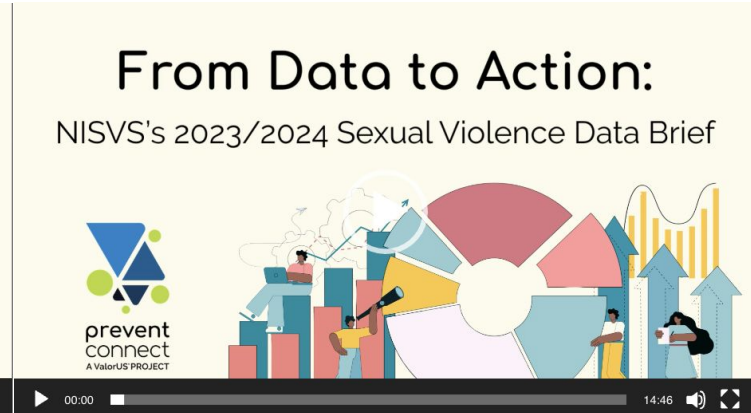 From Data to Action:
NISVS's 2023/2024 Sexual Violence Data Brief
prevent
connect
A ValorUS PROJECT
00:00
14:46